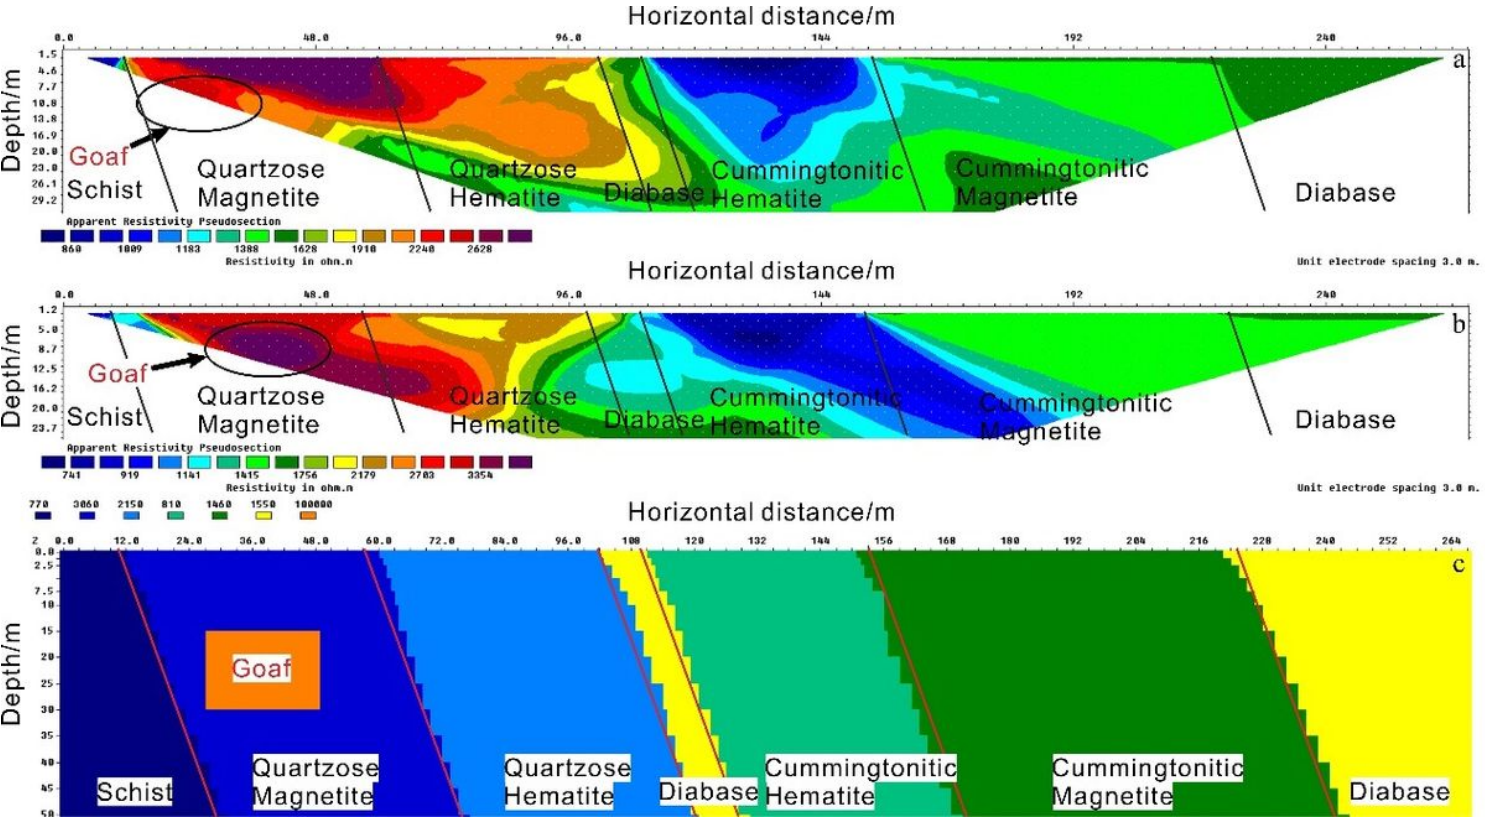 Horizontal distance/m
0.0 48.0 96.0 144 192 240
a
Depth/m
1.5
4.6
7.7
10.8
13.8
16.9
20.0
23.0
26.1
29.2
Goaf
Schist
Quartzose
Magnetite
Quartzose
Hematite
Diabase
Cummingtonitic
Hematite
Cummingtonitic
Magnetite
Diabase
Apparent Resistivity Pseudosection
860 1009 1183 1388 1628 1910 2240 2628
Resistivity in ohm.m
Unit electrode spacing 3.0 m.
Horizontal distance/m
0.0 48.0 96.0 144 192 240
b
Depth/m
1.2
5.0
8.7
12.5
16.2
20.0
23.7
Goaf
Schist
Quartzose
Magnetite
Quartzose
Hematite
Diabase
Cummingtonitic
Hematite
Cummingtonitic
Magnetite
Diabase
Apparent Resistivity Pseudosection
741 919 1141 1415 1756 2179 2703 3354
Resistivity in ohm.m
Unit electrode spacing 3.0 m.
770 3060 2150 810 1460 1550 100000
Horizontal distance/m
2 0.0 12.0 24.0 36.0 48.0 60.0 72.0 84.0 96.0 108 120 132 144 156 168 180 192 204 216 228 240 252 264
c
Depth/m
0.0
2.5
7.5
10
15
20
25
30
35
40
45
50
Goaf
Schist
Quartzose
Magnetite
Quartzose
Hematite
Diabase
Cummingtonitic
Hematite
Cummingtonitic
Magnetite
Diabase